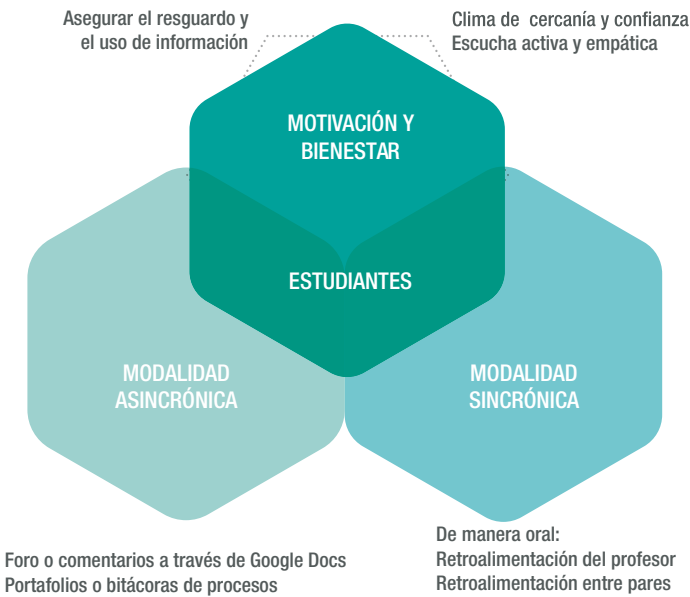 Asegurar el resguardo y
el uso de información
Clima de cercanía y confianza
Escucha activa y empática
MOTIVACIÓN Y
BIENESTAR
ESTUDIANTES
MODALIDAD
ASINCRÓNICA
MODALIDAD
SINCRÓNICA
Foro o comentarios a través de Google Docs
Portafolios o bitácoras de procesos
De manera oral:
Retroalimentación del profesor
Retroalimentación entre pares